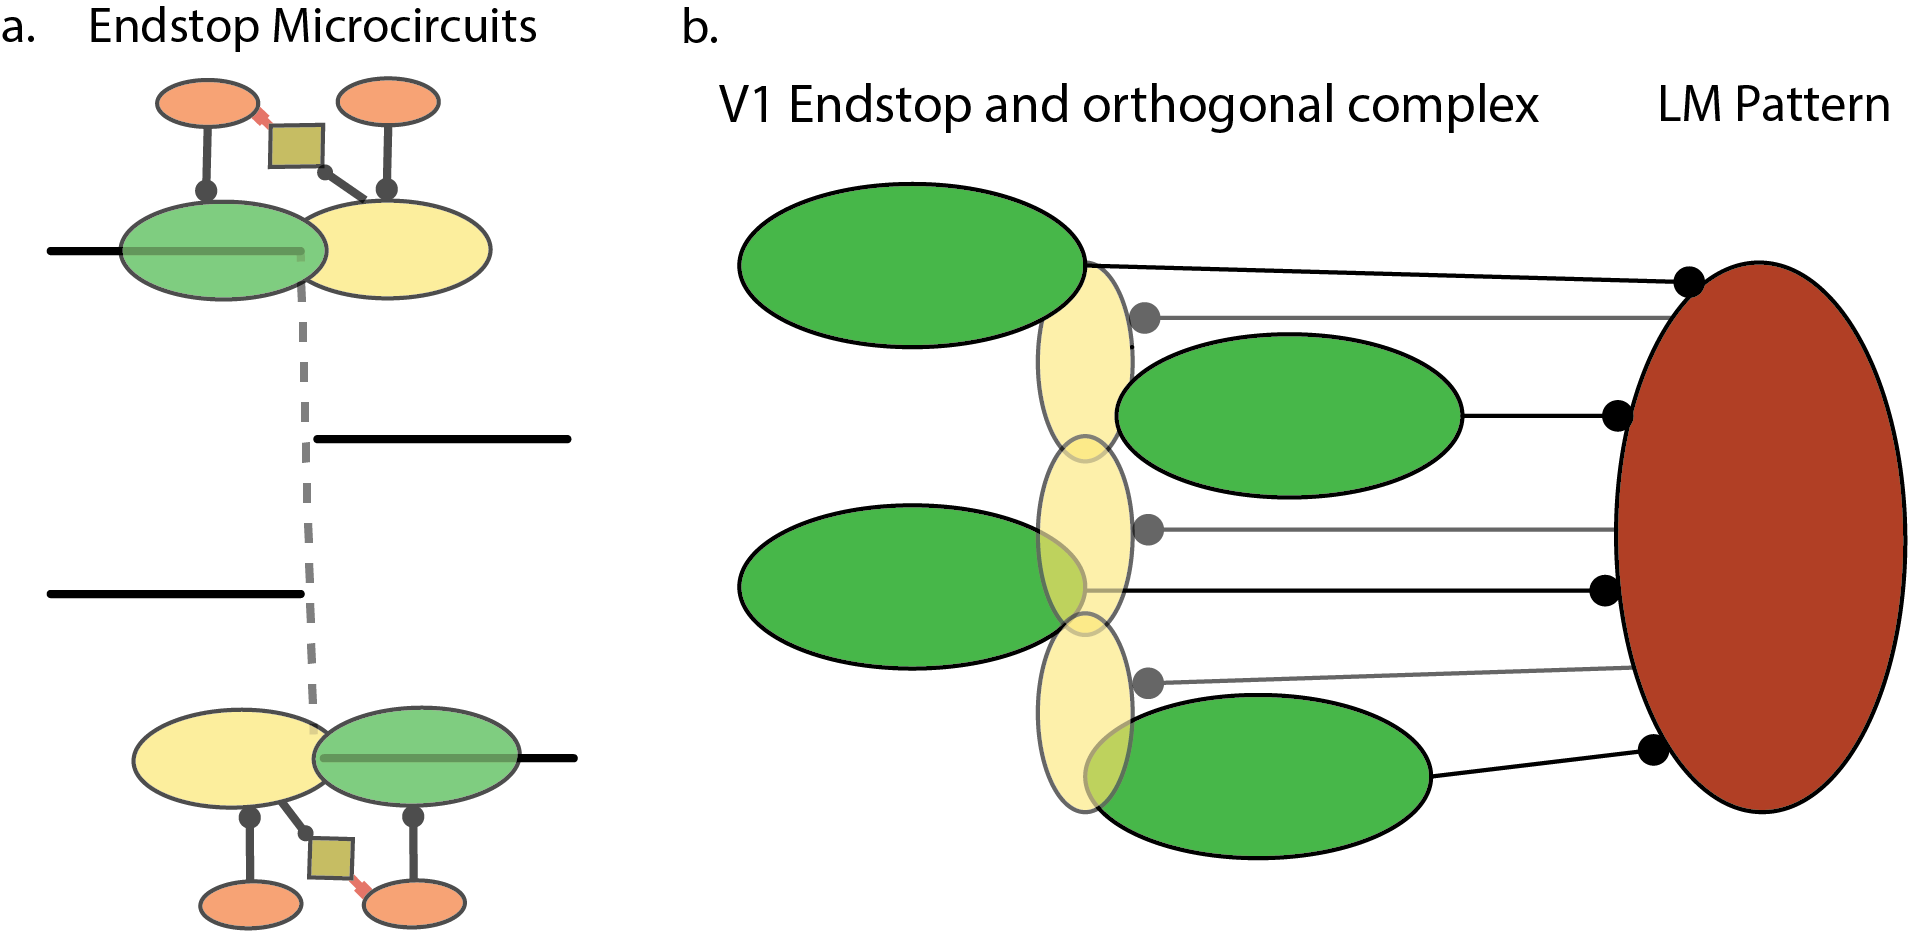 a. Endstop Microcircuits
b.
V1 Endstop and orthogonal complex
LM Pattern